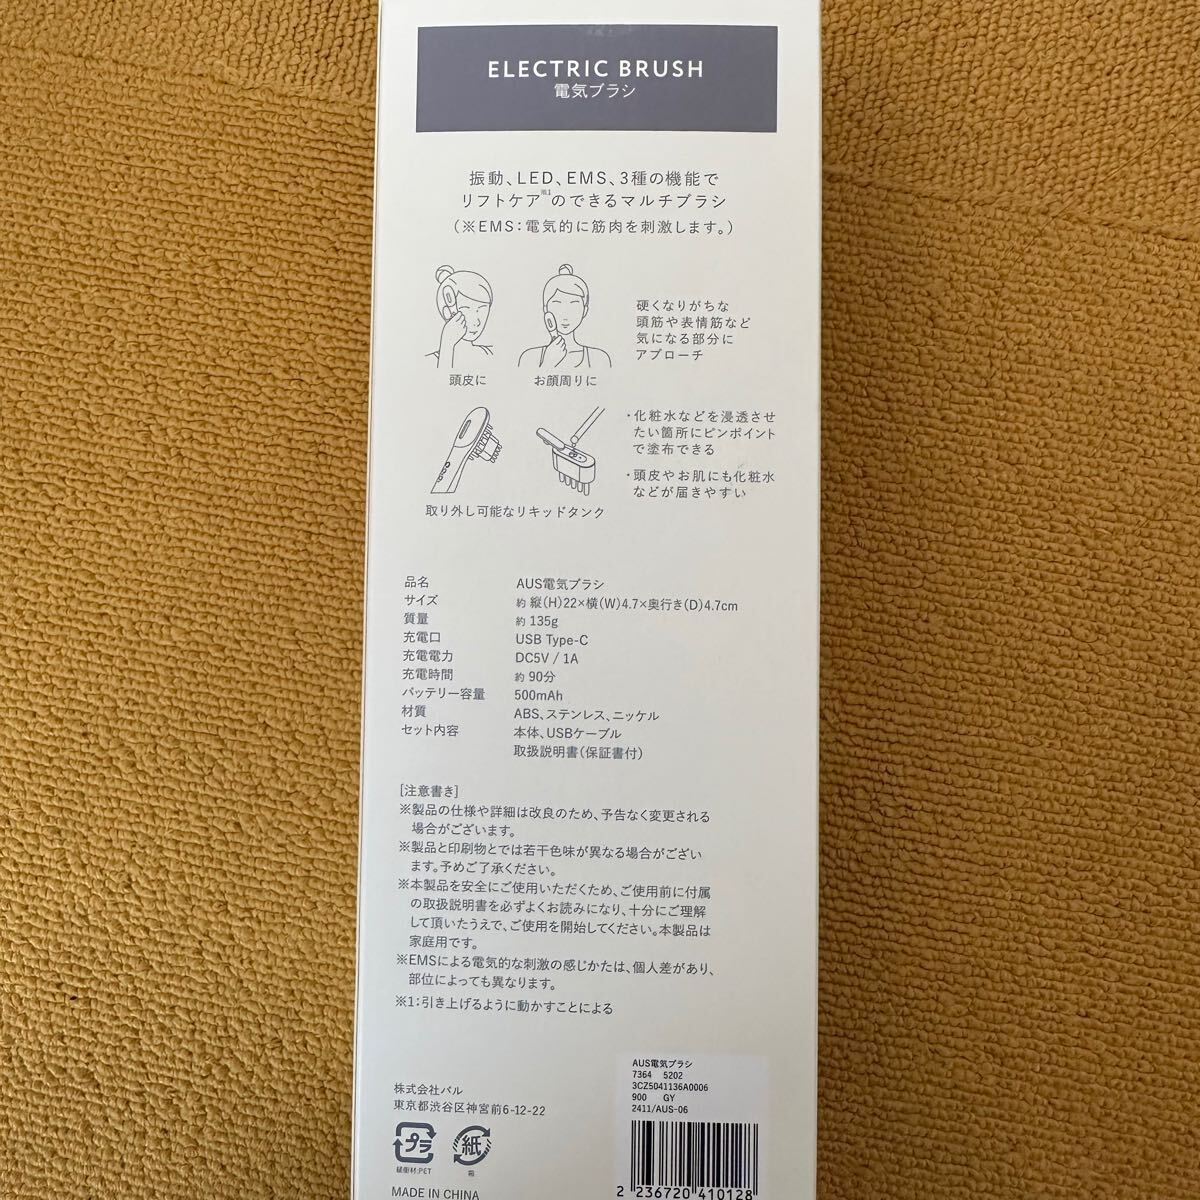 ELECTRIC BRUSH
電気ブラシ
振動、LED、EMS、3種の機能で
リフトケア※1のできるマルチブラシ
(※EMS:電気的に筋肉を刺激します。)
硬くなりがちな
頭筋や表情筋など
気になる部分に
アプローチ
頭皮に
お顔周りに
・化粧水などを浸透させ
たい箇所にピンポイント
で塗布できる
・頭皮やお肌にも化粧水
などが届きやすい
取り外し可能なリキッドタンク
品名 AUS電気ブラシ
サイズ 約 縦(H)22×横(W)4.7×奥行き(D)4.7cm
質量 約 135g
充電口 USB Type-C
充電電力 DC5V / 1A
充電時間 約 90分
バッテリー容量 500mAh
材質 ABS、ステンレス、ニッケル
セット内容 本体、USBケーブル
取扱説明書(保証書付)
[注意書き]
※製品の仕様や詳細は改良のため、予告なく変更される
場合がございます。
※製品と印刷物とでは若干色味が異なる場合がござい
ます。予めご了承ください。
※本製品を安全にご使用いただくため、ご使用前に付属
の取扱説明書を必ずよくお読みになり、十分にご理解
して頂いたうえで、ご使用を開始してください。本製品は
家庭用です。
※EMSによる電気的な刺激の感じかたは、個人差があり、
部位によっても異なります。
※1:引き上げるように動かすことによる
株式会社バル
東京都渋谷区神宮前6-12-22
プラ
緩衝材:PET
紙
箱
MADE IN CHINA
AUS電気ブラシ
7364 5202
3CZ5041136A0006
900 GY
2411/AUS-06
2 236720 410128